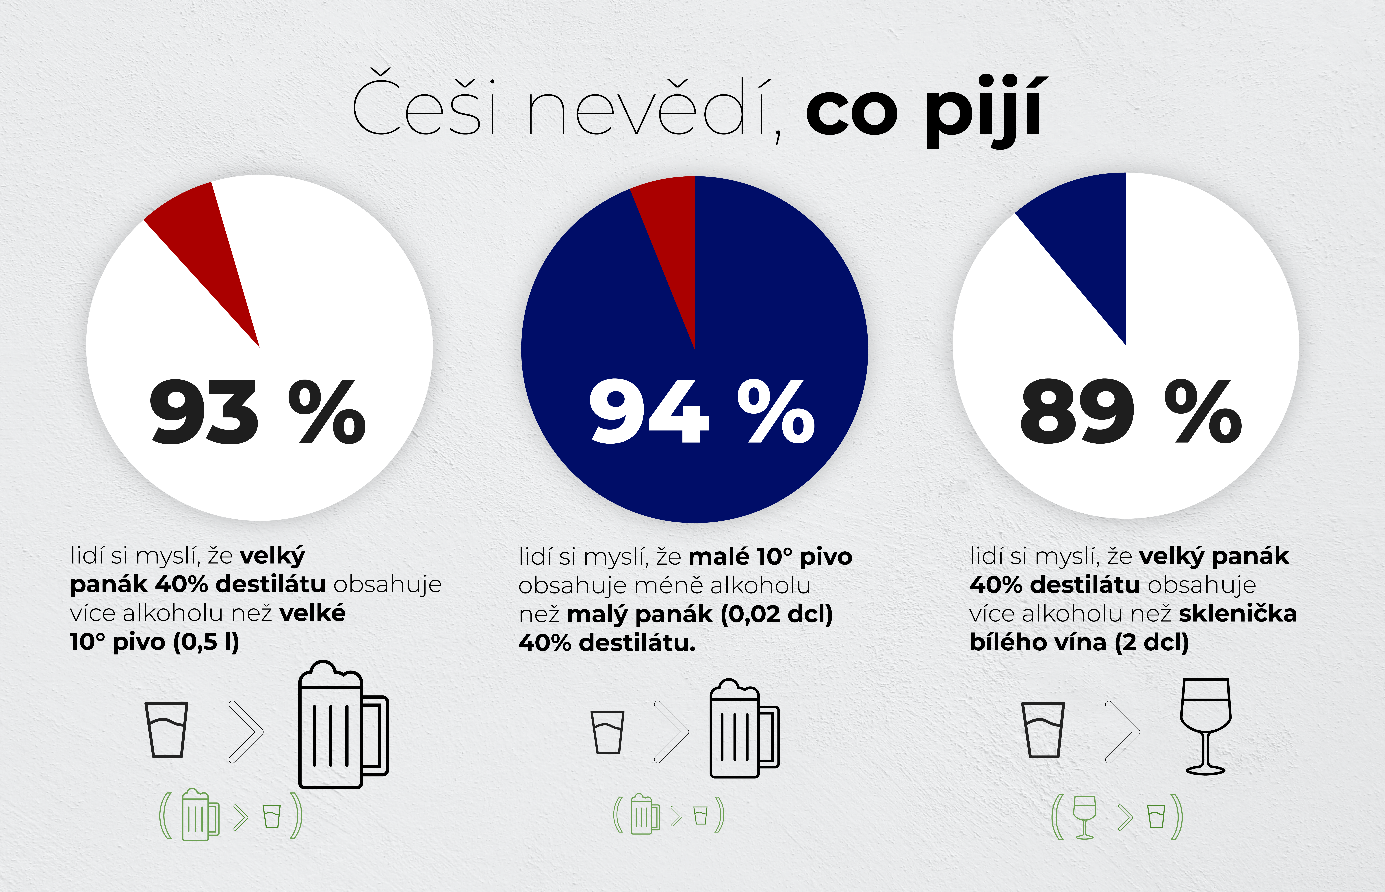 Češi nevědí, co pijí
93 %
lidí si myslí, že velký
panák 40% destilátu obsahuje
více alkoholu než velké
10° pivo (0,5 l)
94 %
lidí si myslí, že malé 10° pivo
obsahuje méně alkoholu
než malý panák (0,02 dcl)
40% destilátu.
89 %
lidí si myslí, že velký panák
40% destilátu obsahuje
více alkoholu než sklenička
bílého vína (2 dcl)